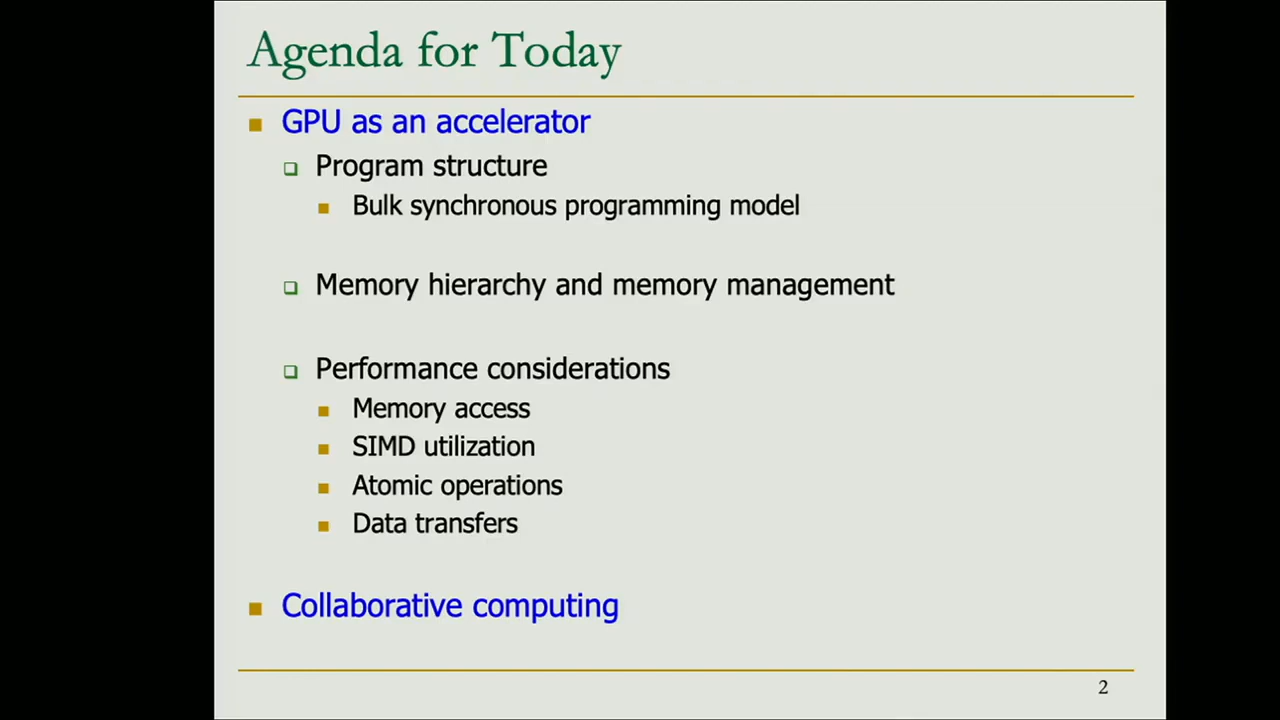 Agenda for Today
GPU as an accelerator
Program structure
Bulk synchronous programming model
Memory hierarchy and memory management
Performance considerations
Memory access
SIMD utilization
Atomic operations
Data transfers
Collaborative computing
2